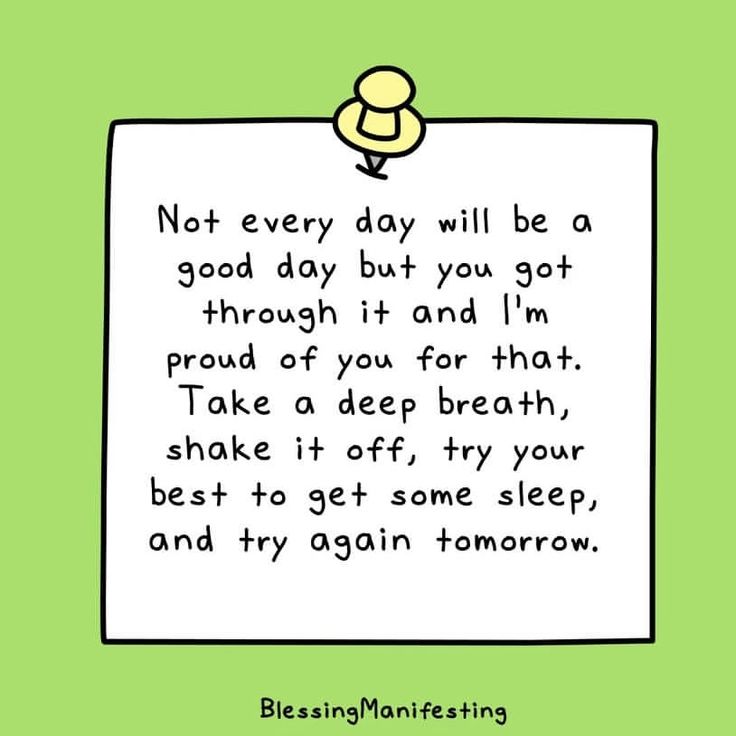 Not every day will be a
good day but you got
through it and I'm
proud of you for that.
Take a deep breath,
shake it off, try your
best to get some sleep,
and try again tomorrow.
BlessingManifesting